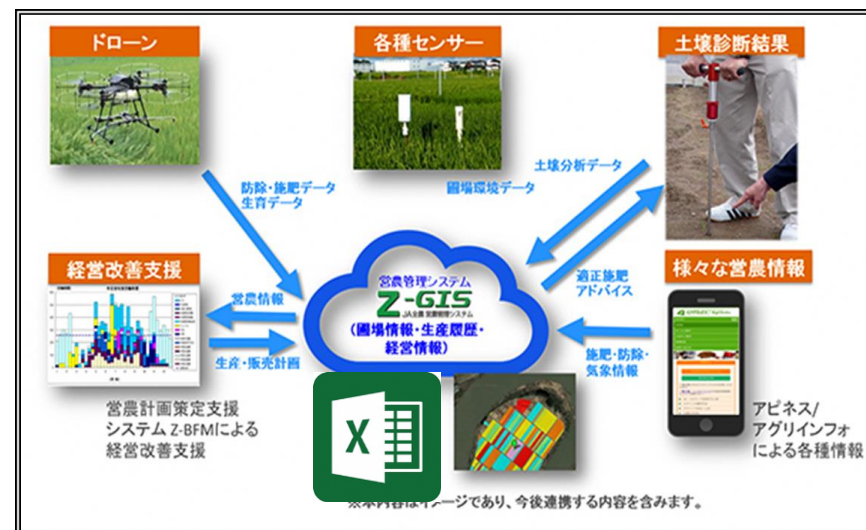 ドローン
各種センサー
土壌診断結果
防除・施肥データ
生育データ
圃場環境データ
土壌分析データ
適正施肥
アドバイス
経営改善支援
営農情報
生産・販売計画
営農管理システム
Z-GIS
JA全農 営農管理システム
(圃場情報・生産履歴・
経営情報)
様々な営農情報
施肥・防除・
気象情報
営農計画策定支援
システム Z-BFMによる
経営改善支援
X
アピネス/
アグリインフォ
による各種情報
※本内容はイメージであり、今後連携する内容を含みます。